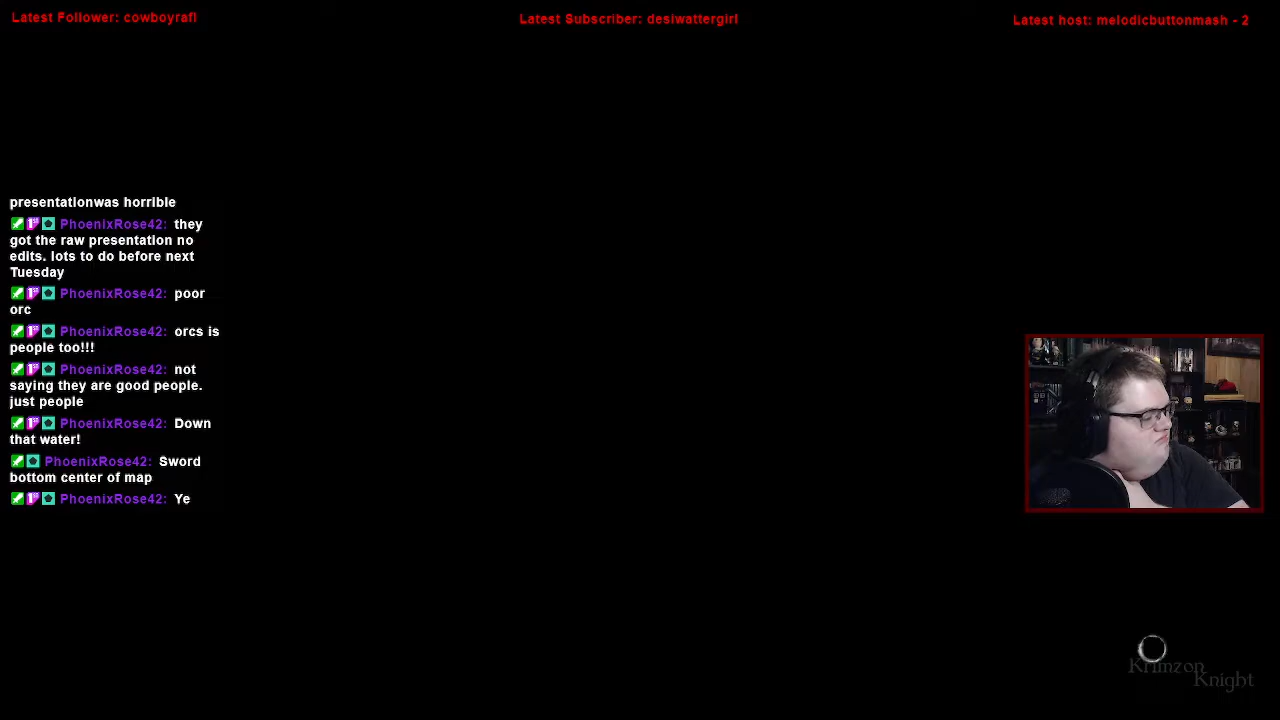 Latest Follower: cowboyrafl
Latest Subscriber: desiwattergirl
Latest host: melodicbuttonmash - 2
presentationwas horrible
PhoenixRose42: they
got the raw presentation no
edits. lots to do before next
Tuesday
PhoenixRose42: poor
orc
PhoenixRose42: orcs is
people too!!!
PhoenixRose42: not
saying they are good people.
just people
PhoenixRose42: Down
that water!
PhoenixRose42: Sword
bottom center of map
PhoenixRose42: Ye
Krimzon
Knight